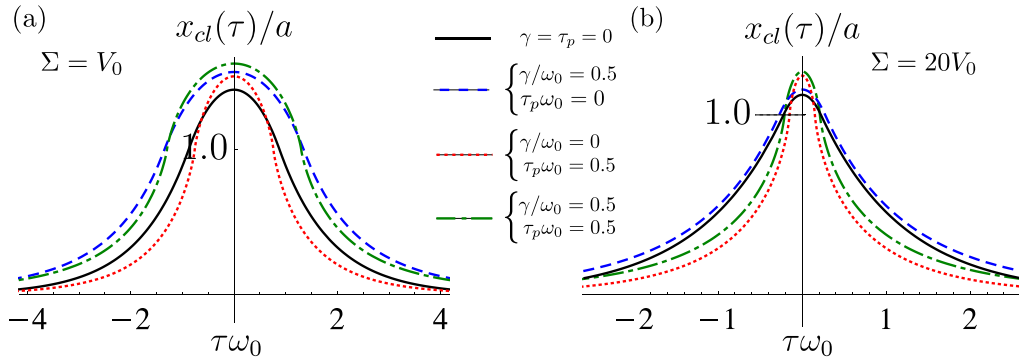 (a)
x_{cl}(τ)/a
Σ = V_0
1.0
−4 −2 2 4
τω_0
γ = τ_p = 0
γ/ω_0 = 0.5
τ_pω_0 = 0
γ/ω_0 = 0
τ_pω_0 = 0.5
γ/ω_0 = 0.5
τ_pω_0 = 0.5
(b)
x_{cl}(τ)/a
Σ = 20V_0
1.0
−2 −1 1 2
τω_0